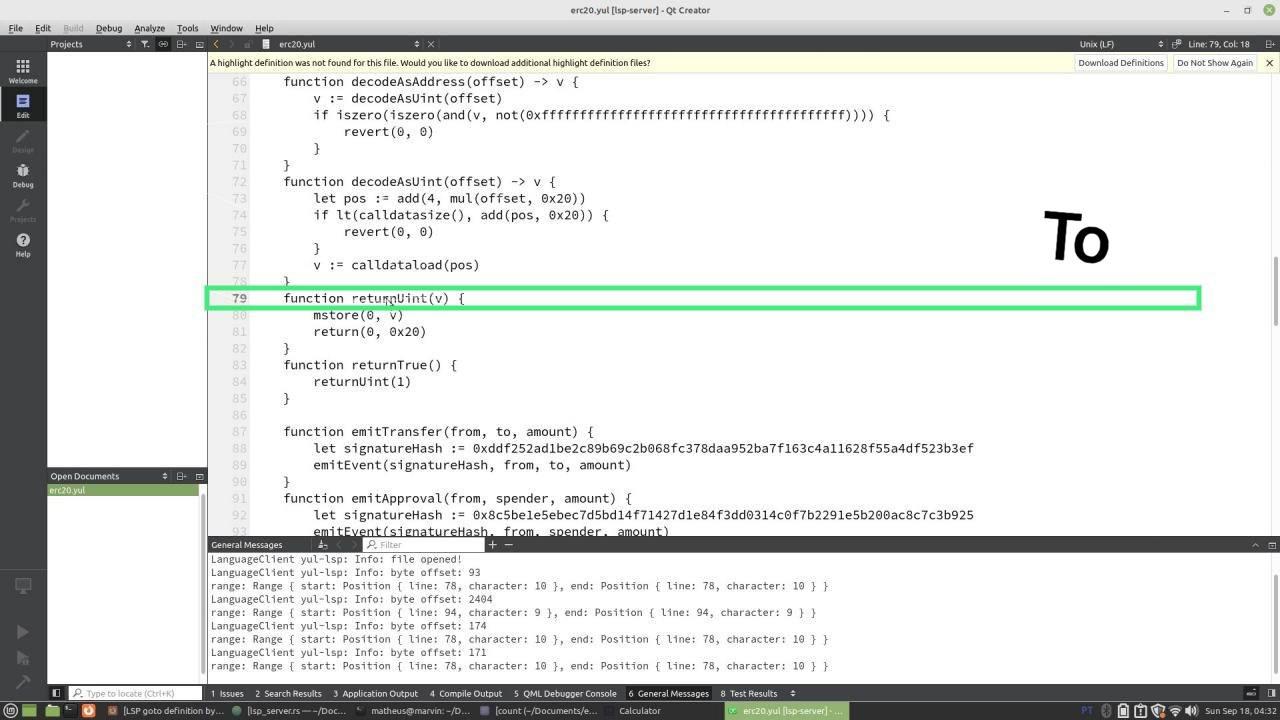 erc20.yul [lsp-server] - Qt Creator
File Edit Build Debug Analyze Tools Window Help
Projects erc20.yul Unix (LF) Line: 79, Col: 18
A highlight definition was not found for this file. Would you like to download additional highlight definition files? Download Definitions Do Not Show Again
Welcome
Edit
Design
Debug
Projects
Help
66 function decodeAsAddress(offset) -> v {
67 v := decodeAsUint(offset)
68 if iszero(iszero(and(v, not(0xffffffffffffffffffffffffffffffffffffffff)))) {
69 revert(0, 0)
70 }
71 }
72 function decodeAsUint(offset) -> v {
73 let pos := add(4, mul(offset, 0x20))
74 if lt(calldatasize(), add(pos, 0x20)) {
75 revert(0, 0)
76 }
77 v := calldataload(pos)
78 }
To
79 function returnUint(v) {
80 mstore(0, v)
81 return(0, 0x20)
82 }
83 function returnTrue() {
84 returnUint(1)
85 }
86
87 function emitTransfer(from, to, amount) {
88 let signatureHash := 0xddf252ad1be2c89b69c2b068fc378daa952ba7f163c4a11628f55a4df523b3ef
89 emitEvent(signatureHash, from, to, amount)
90 }
91 function emitApproval(from, spender, amount) {
92 let signatureHash := 0x8c5be1e5ebec7d5bd14f71427d1e84f3dd0314c0f7b2291e5b200ac8c7c3b925
93 emitEvent(signatureHash, from, spender, amount)
Open Documents
erc20.yul
General Messages Filter
LanguageClient yul-lsp: Info: file opened!
LanguageClient yul-lsp: Info: byte offset: 93
range: Range { start: Position { line: 78, character: 10 }, end: Position { line: 78, character: 10 } }
LanguageClient yul-lsp: Info: byte offset: 2404
range: Range { start: Position { line: 94, character: 9 }, end: Position { line: 94, character: 9 } }
LanguageClient yul-lsp: Info: byte offset: 174
range: Range { start: Position { line: 78, character: 10 }, end: Position { line: 78, character: 10 } }
LanguageClient yul-lsp: Info: byte offset: 171
range: Range { start: Position { line: 78, character: 10 }, end: Position { line: 78, character: 10 } }
Type to locate (Ctrl+K) 1 Issues 2 Search Results 3 Application Output 4 Compile Output 5 QML Debugger Console 6 General Messages 8 Test Results
[LSP goto definition by... [lsp_server.rs — ~/Doc... matheus@marvin: ~/D... [count (~/Documents/e... Calculator erc20.yul [lsp-server] -... PT Sun Sep 18, 04:32